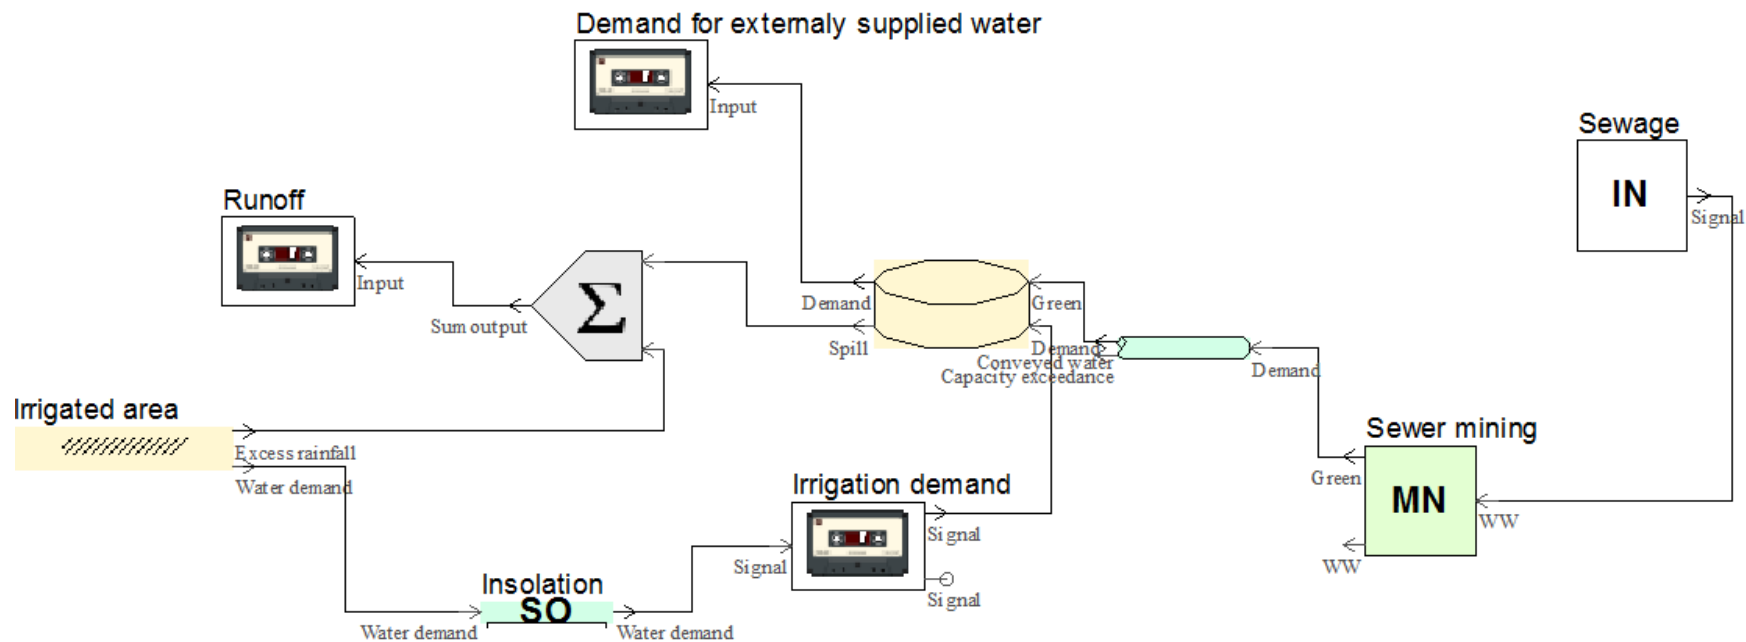 Demand for externaly supplied water
Input
Sewage
IN
Signal
Runoff
Input
Σ
Sum output
Demand
Spill
Green
Demand
Conveyed water
Capacity exceedance
Demand
Irrigated area
Excess rainfall
Water demand
Sewer mining
Green
MN
WW
WW
Irrigation demand
Signal
Signal
Signal
Insolation
SO
Water demand
Water demand